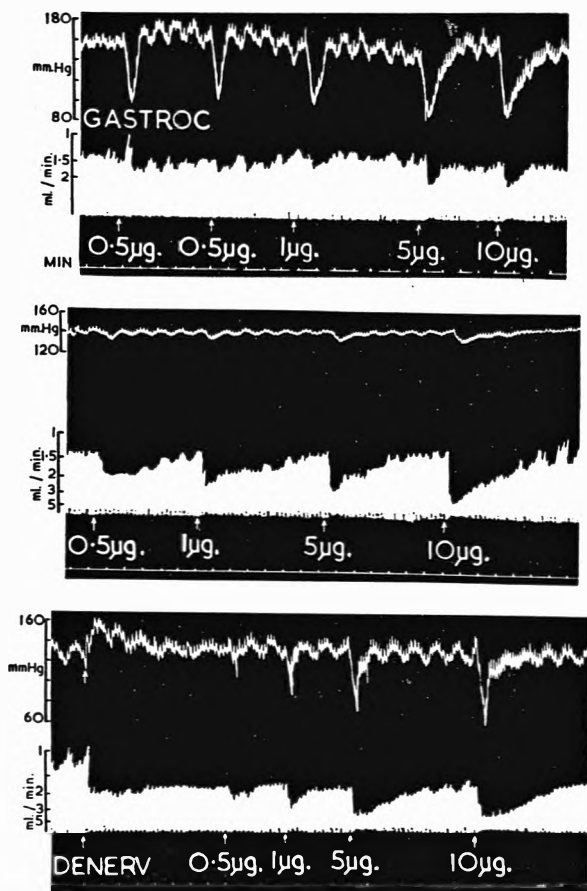 180
mm.Hg
80
GASTROC
1
1.5
2
ml./min.
0.5µg. 0.5µg. 1µg. 5µg. 10µg.
MIN
160
mm.Hg
120
1
1.5
2
3
5
ml./min.
0.5µg. 1µg. 5µg. 10µg.
160
mmHg
60
1
2
3
5
ml./min.
DENERV 0.5µg. 1µg. 5µg. 10µg.